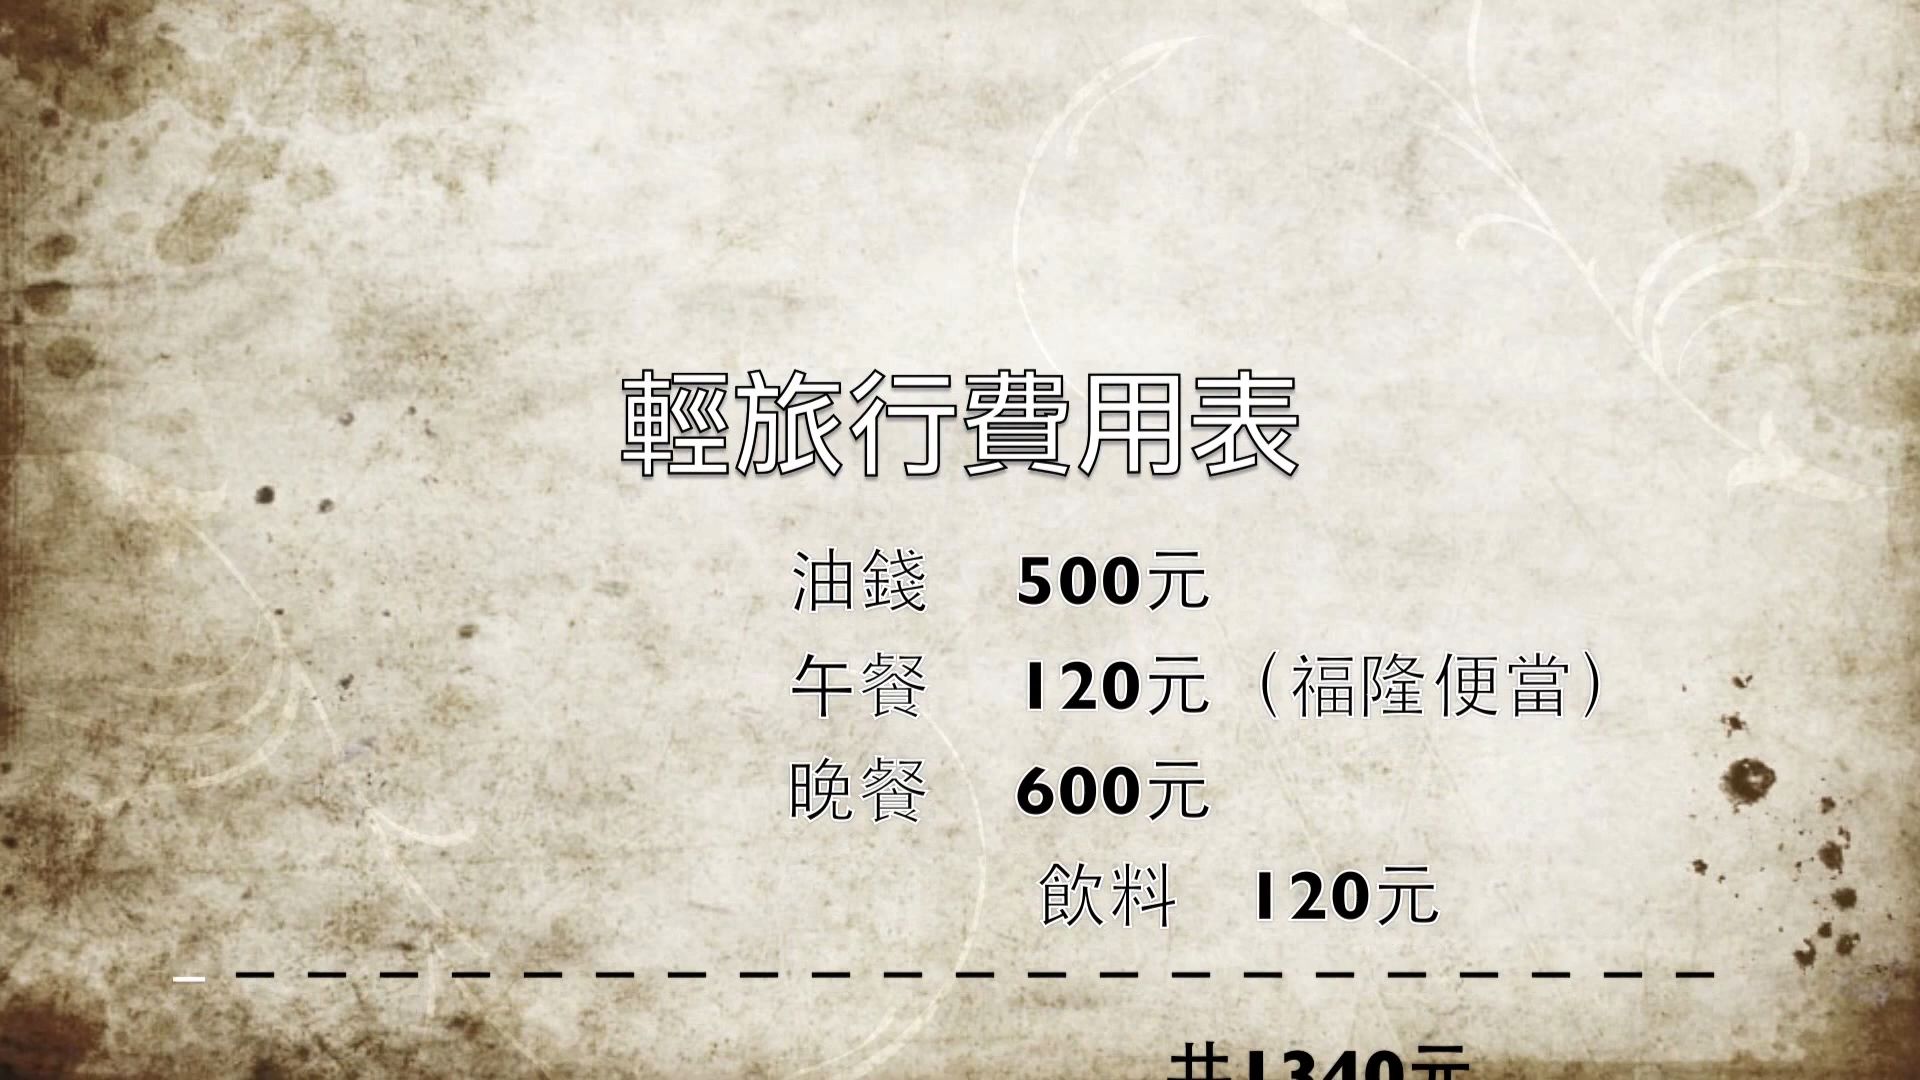 輕旅行費用表
油錢　500元
午餐　120元（福隆便當）
晚餐　600元
飲料　120元
共1340元